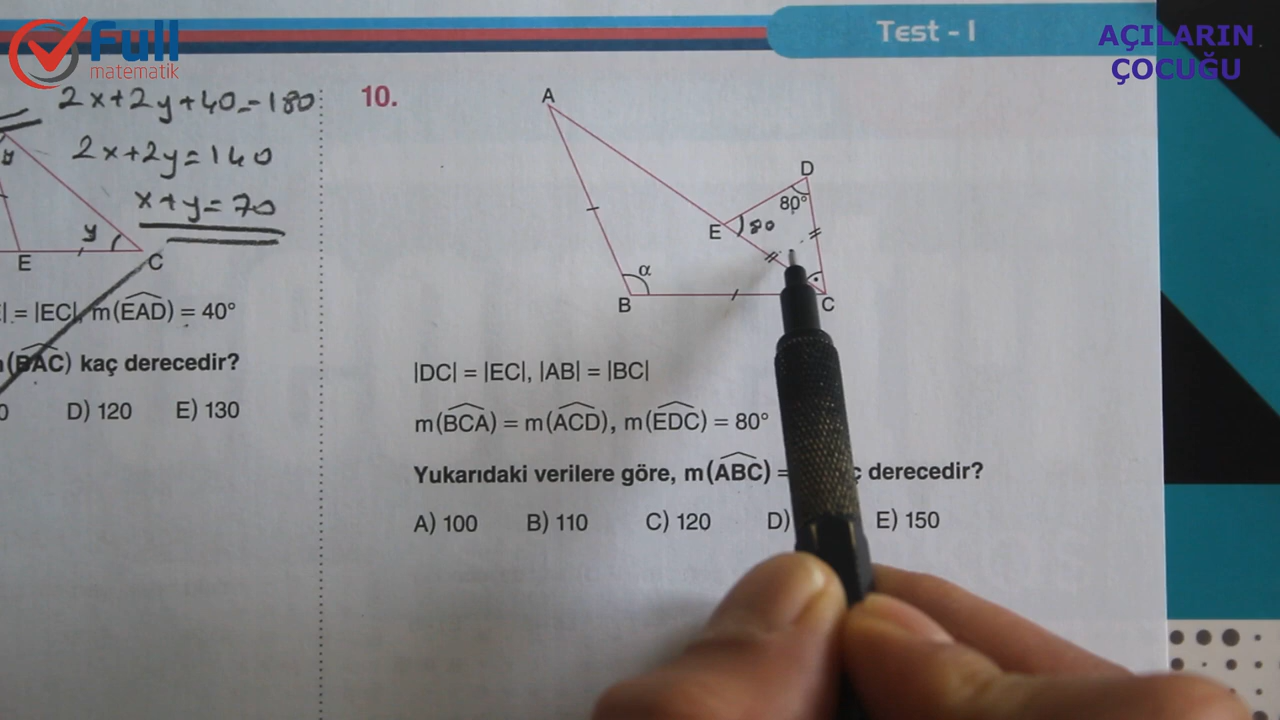 Full
matematik
Test - I
AÇILARIN
ÇOCUĞU
2x+2y+40=180
2x+2y=140
x+y=70
y
y
E
C
= |EC|, m(EAD) = 40°
(BAC) kaç derecedir?
D) 120
E) 130
10.
A
D
80°
E
80
α
B
C
|DC| = |EC|, |AB| = |BC|
m(BCA) = m(ACD), m(EDC) = 80°
Yukarıdaki verilere göre, m(ABC) = derecedir?
A) 100 B) 110 C) 120 D) E) 150